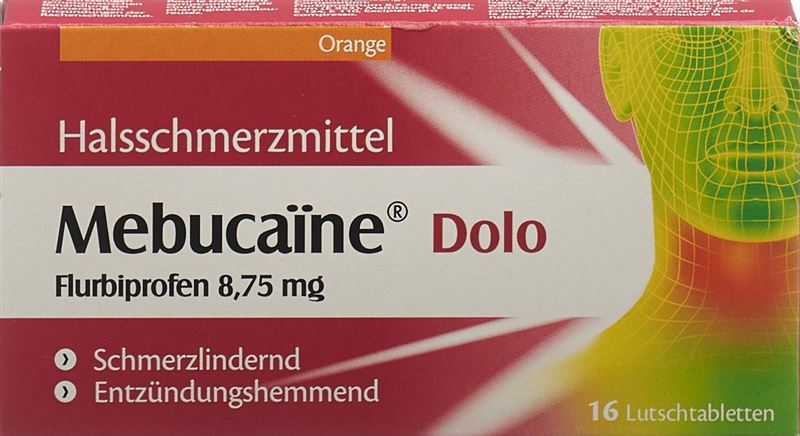 Orange
Halsschmerzmittel
Mebucaïne® Dolo
Flurbiprofen 8,75 mg
Schmerzlindernd
Entzündungshemmend
16 Lutschtabletten